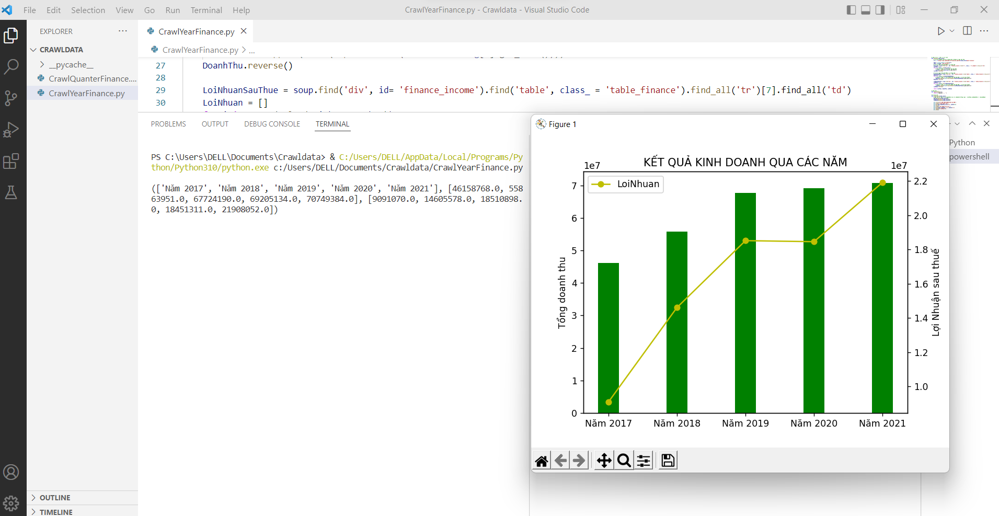 File Edit Selection View Go Run Terminal Help
CrawlYearFinance.py - Crawldata - Visual Studio Code
EXPLORER
CRAWLDATA
__pycache__
CrawlQuanterFinance....
CrawlYearFinance.py
OUTLINE
TIMELINE
CrawlYearFinance.py
CrawlYearFinance.py > ...
27 DoanhThu.reverse()
28
29 LoiNhuanSauThue = soup.find('div', id= 'finance_income').find('table', class_ = 'table_finance').find_all('tr')[7].find_all('td')
30 LoiNhuan = []
PROBLEMS OUTPUT DEBUG CONSOLE TERMINAL
PS C:\Users\DELL\Documents\Crawldata> & C:/Users/DELL/AppData/Local/Programs/Py
thon/Python310/python.exe c:/Users/DELL/Documents/Crawldata/CrawlYearFinance.py
(['Năm 2017', 'Năm 2018', 'Năm 2019', 'Năm 2020', 'Năm 2021'], [46158768.0, 558
63951.0, 67724190.0, 69205134.0, 70749384.0], [9091070.0, 14605578.0, 18510898.
0, 18451311.0, 21908052.0])
Python
powershell
Figure 1
KẾT QUẢ KINH DOANH QUA CÁC NĂM
1e7
1e7
LoiNhuan
Tổng doanh thu
7
6
5
4
3
2
1
0
2.2
2.0
1.8
1.6
1.4
1.2
1.0
Lợi Nhuận sau thuế
Năm 2017 Năm 2018 Năm 2019 Năm 2020 Năm 2021